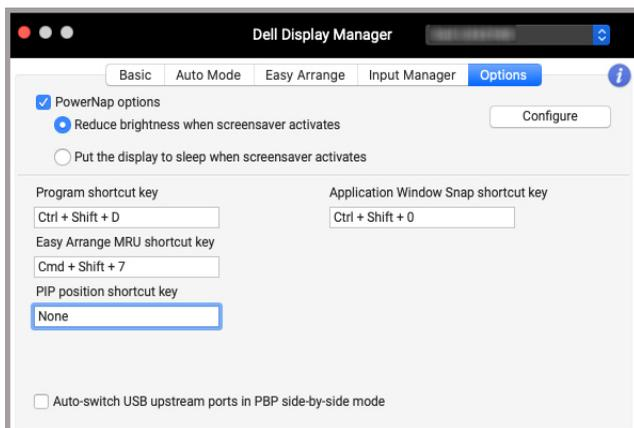 Dell Display Manager
Basic
Auto Mode
Easy Arrange
Input Manager
Options
i
PowerNap options
Reduce brightness when screensaver activates
Configure
Put the display to sleep when screensaver activates
Program shortcut key
Application Window Snap shortcut key
Ctrl + Shift + D
Ctrl + Shift + 0
Easy Arrange MRU shortcut key
Cmd + Shift + 7
PIP position shortcut key
None
Auto-switch USB upstream ports in PBP side-by-side mode